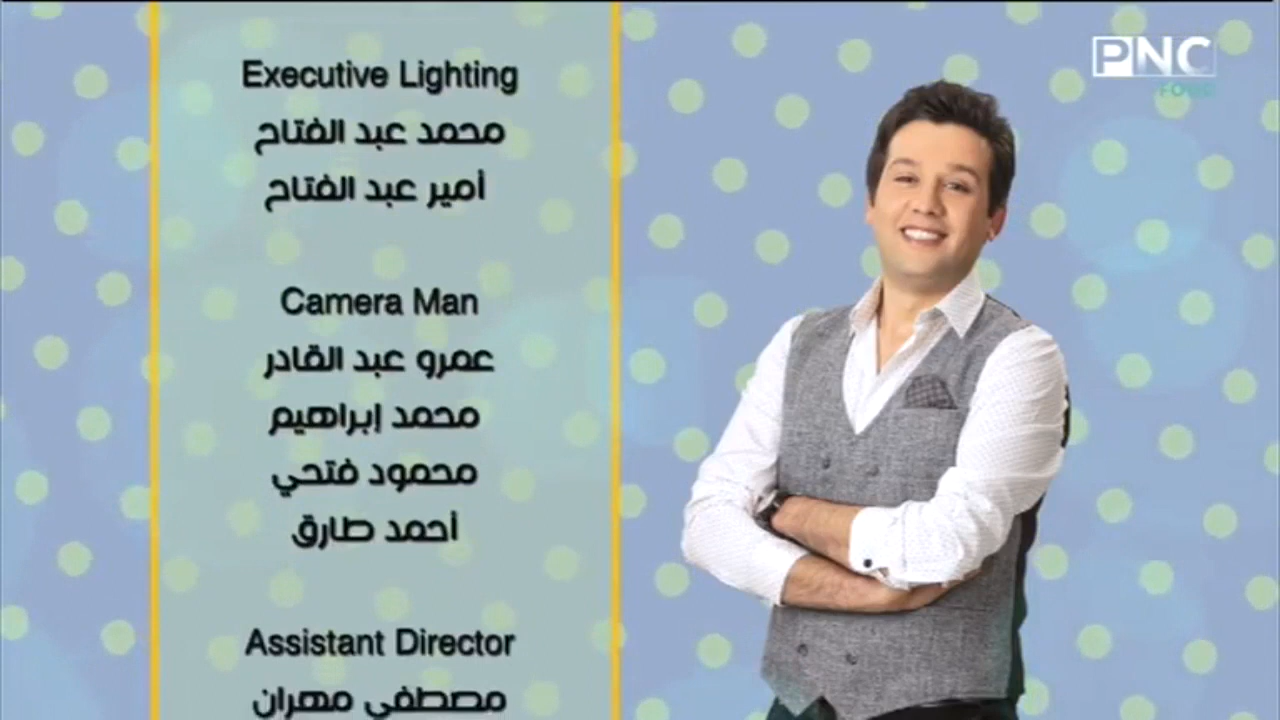 PNC
FOOD
Executive Lighting
محمد عبد الفتاح
أمير عبد الفتاح
Camera Man
عمرو عبد القادر
محمد إبراهيم
محمود فتحي
أحمد طارق
Assistant Director
مصطفى مهران